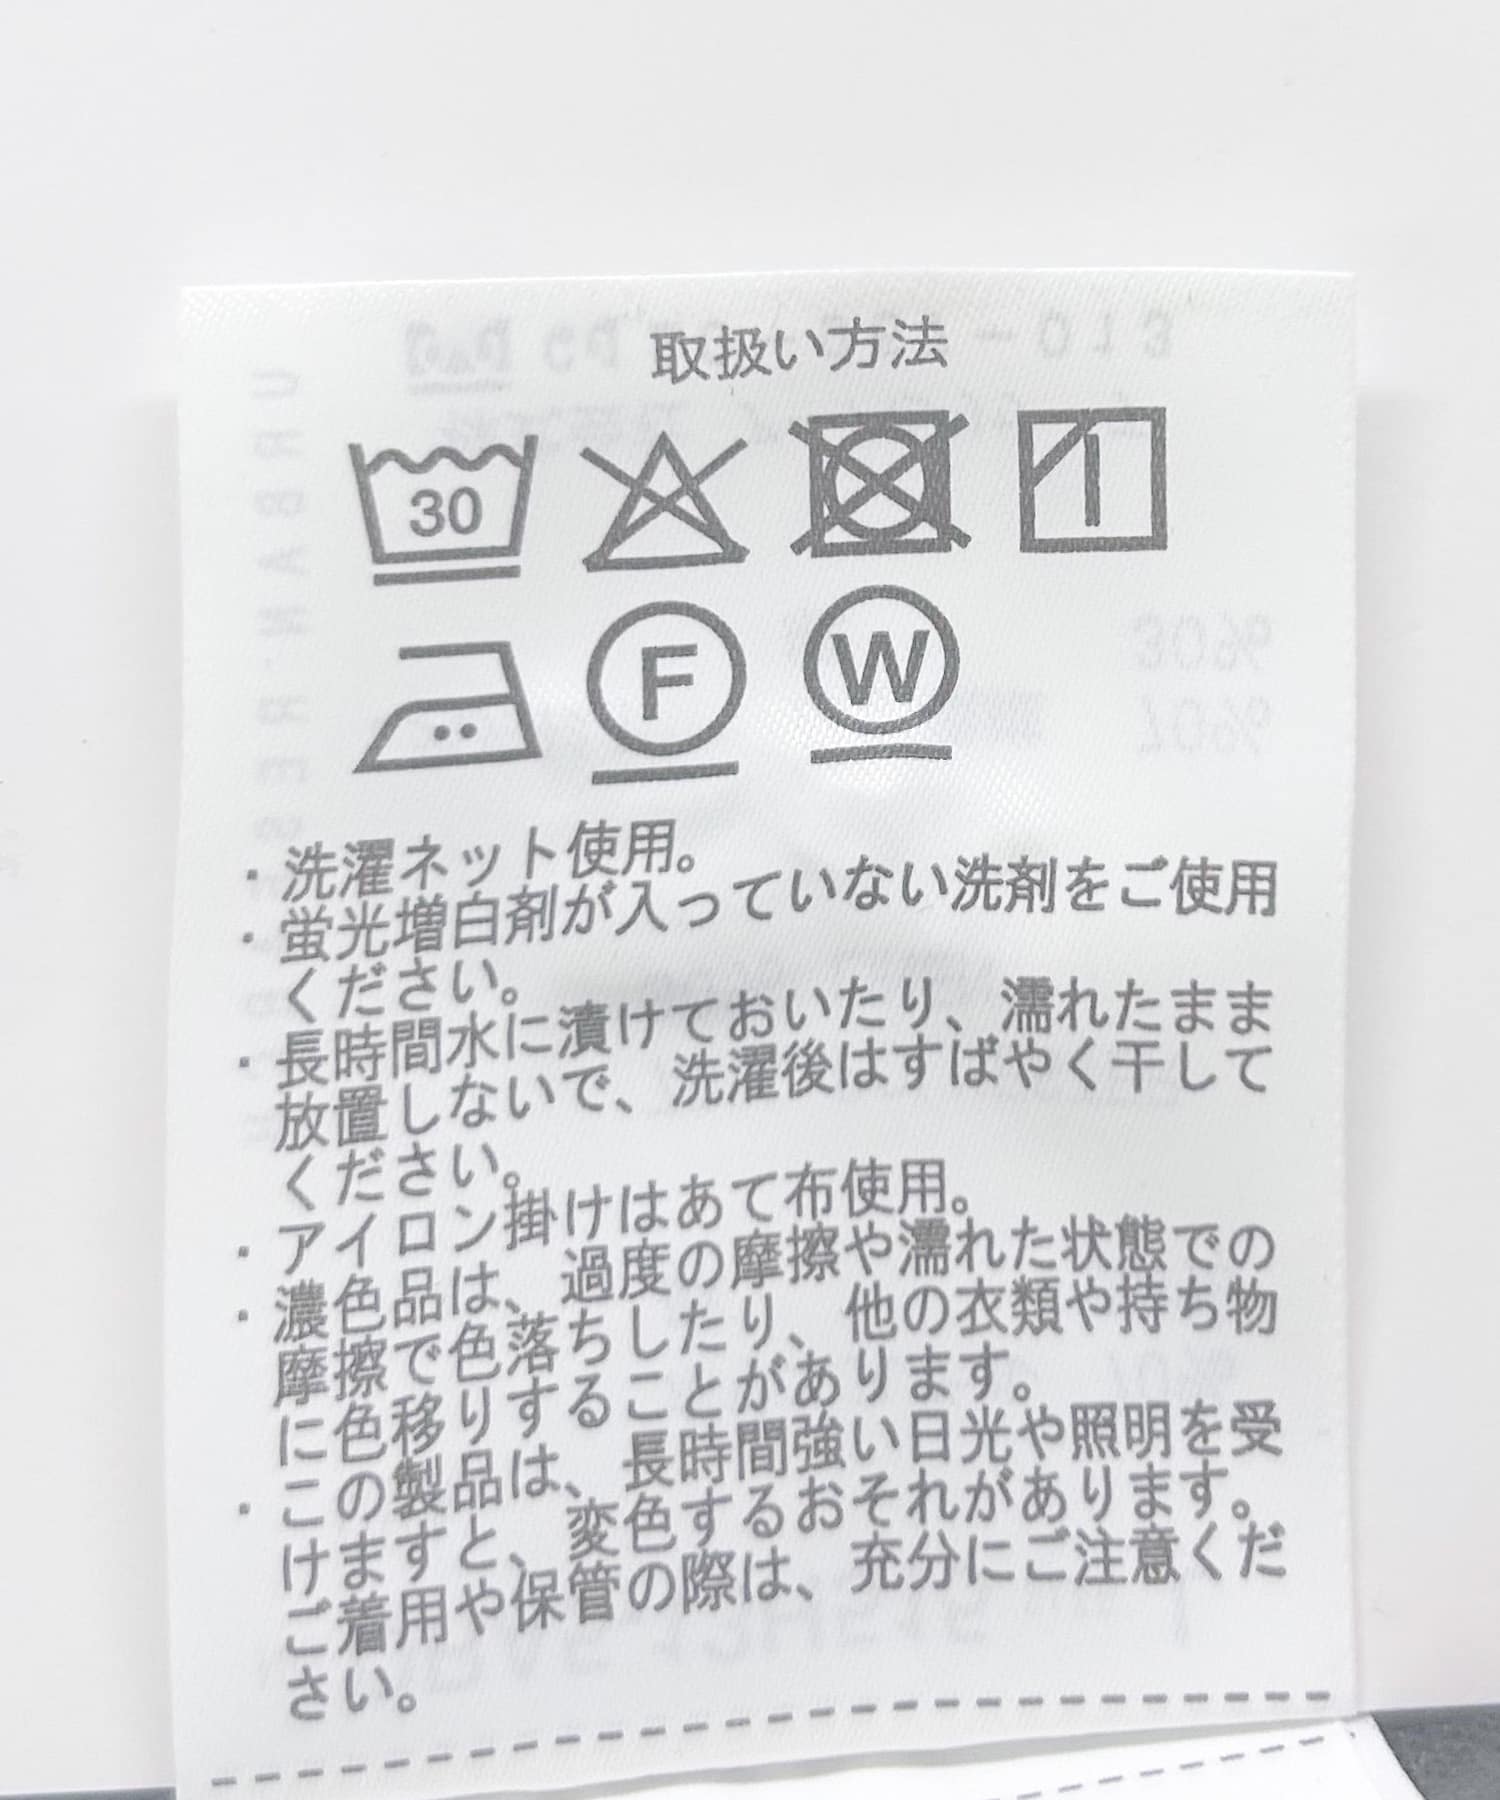 取扱い方法
30
F W
・洗濯ネット使用。
・蛍光増白剤が入っていない洗剤をご使用
ください。
・長時間水に漬けておいたり、濡れたまま
放置しないで、洗濯後はすばやく干して
ください。
・アイロン掛けはあて布使用。
・濃色品は、過度の摩擦や濡れた状態での
摩擦で色落ちしたり、他の衣類や持ち物
に色移りすることがあります。
・この製品は、長時間強い日光や照明を受
けますと、変色するおそれがあります。
ご着用や保管の際は、充分にご注意くだ
さい。